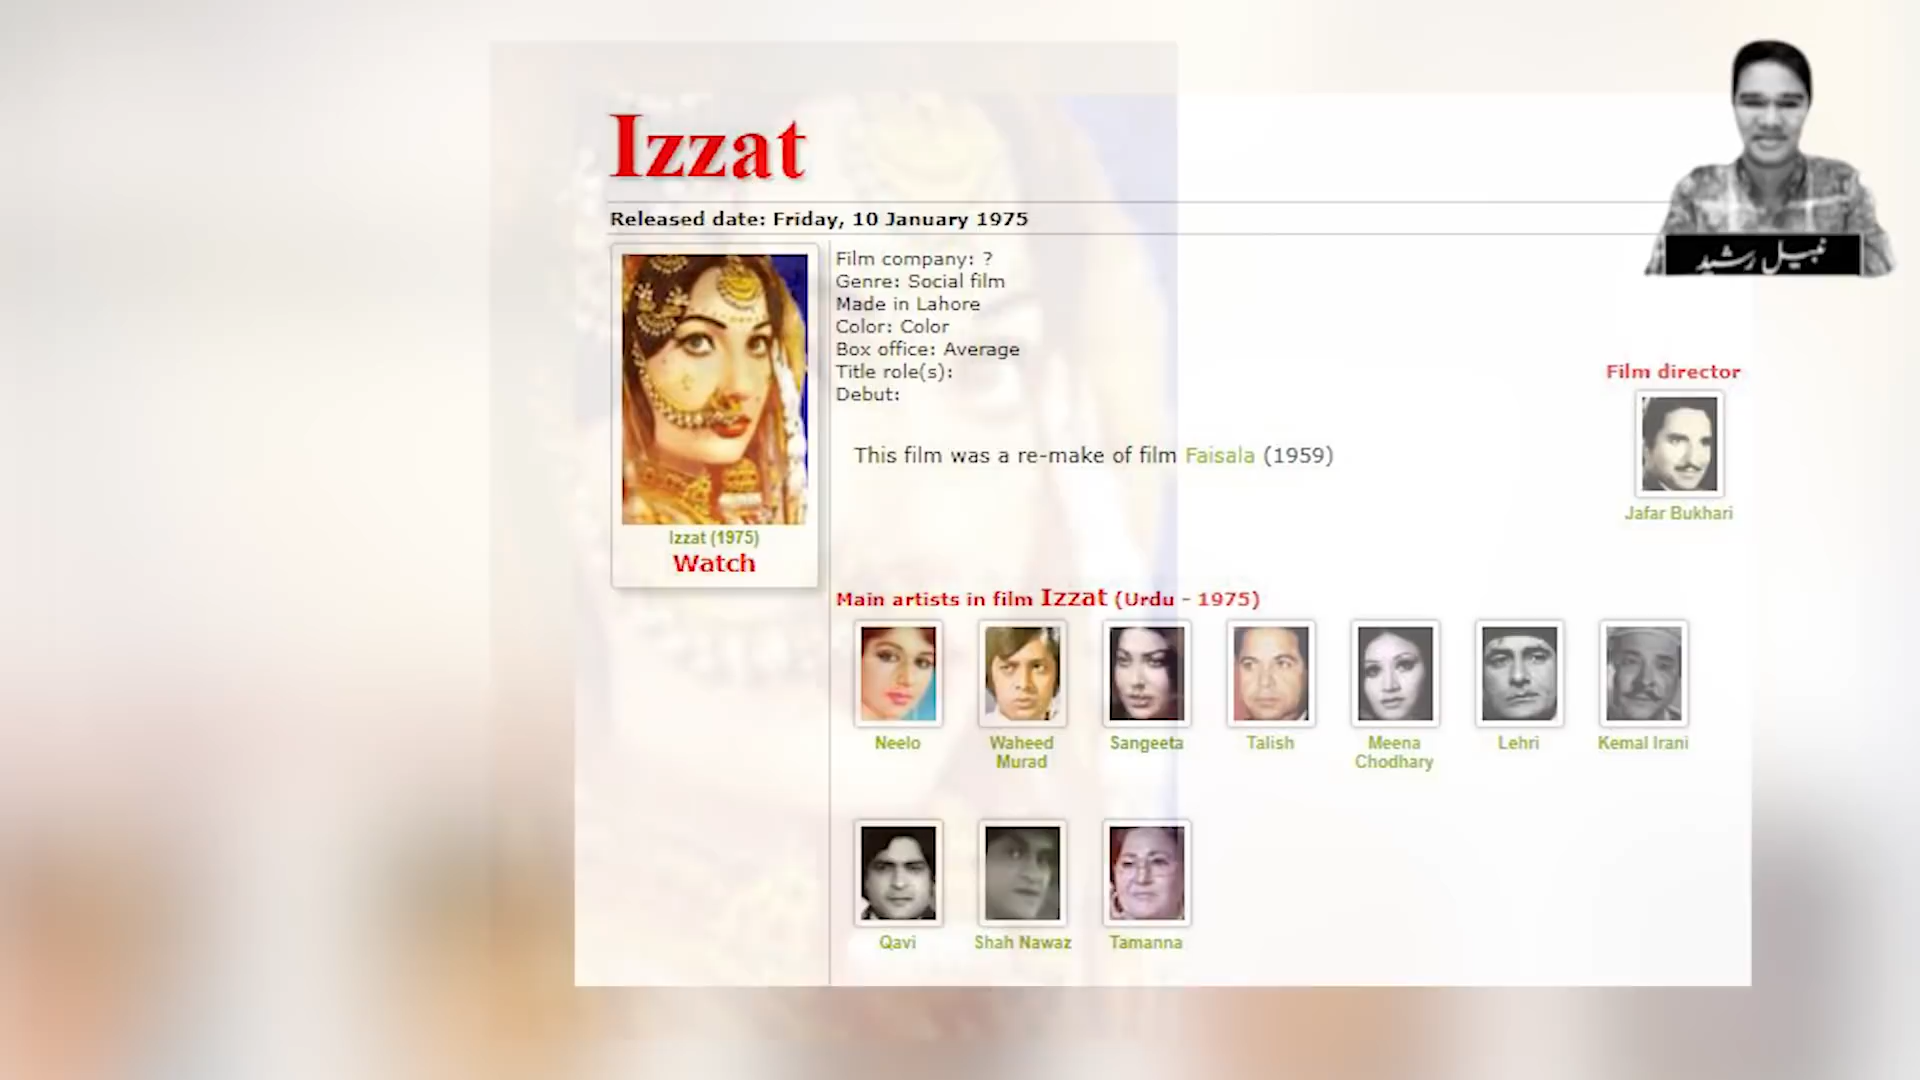 Izzat
Released date: Friday, 10 January 1975
نبیل رشید
Film company: ?
Genre: Social film
Made in Lahore
Color: Color
Box office: Average
Title role(s):
Debut:
Film director
Jafar Bukhari
This film was a re-make of film Faisala (1959)
Izzat (1975)
Watch
Main artists in film Izzat (Urdu - 1975)
Neelo
Waheed
Murad
Sangeeta
Talish
Meena
Chodhary
Lehri
Kemal Irani
Qavi
Shah Nawaz
Tamanna